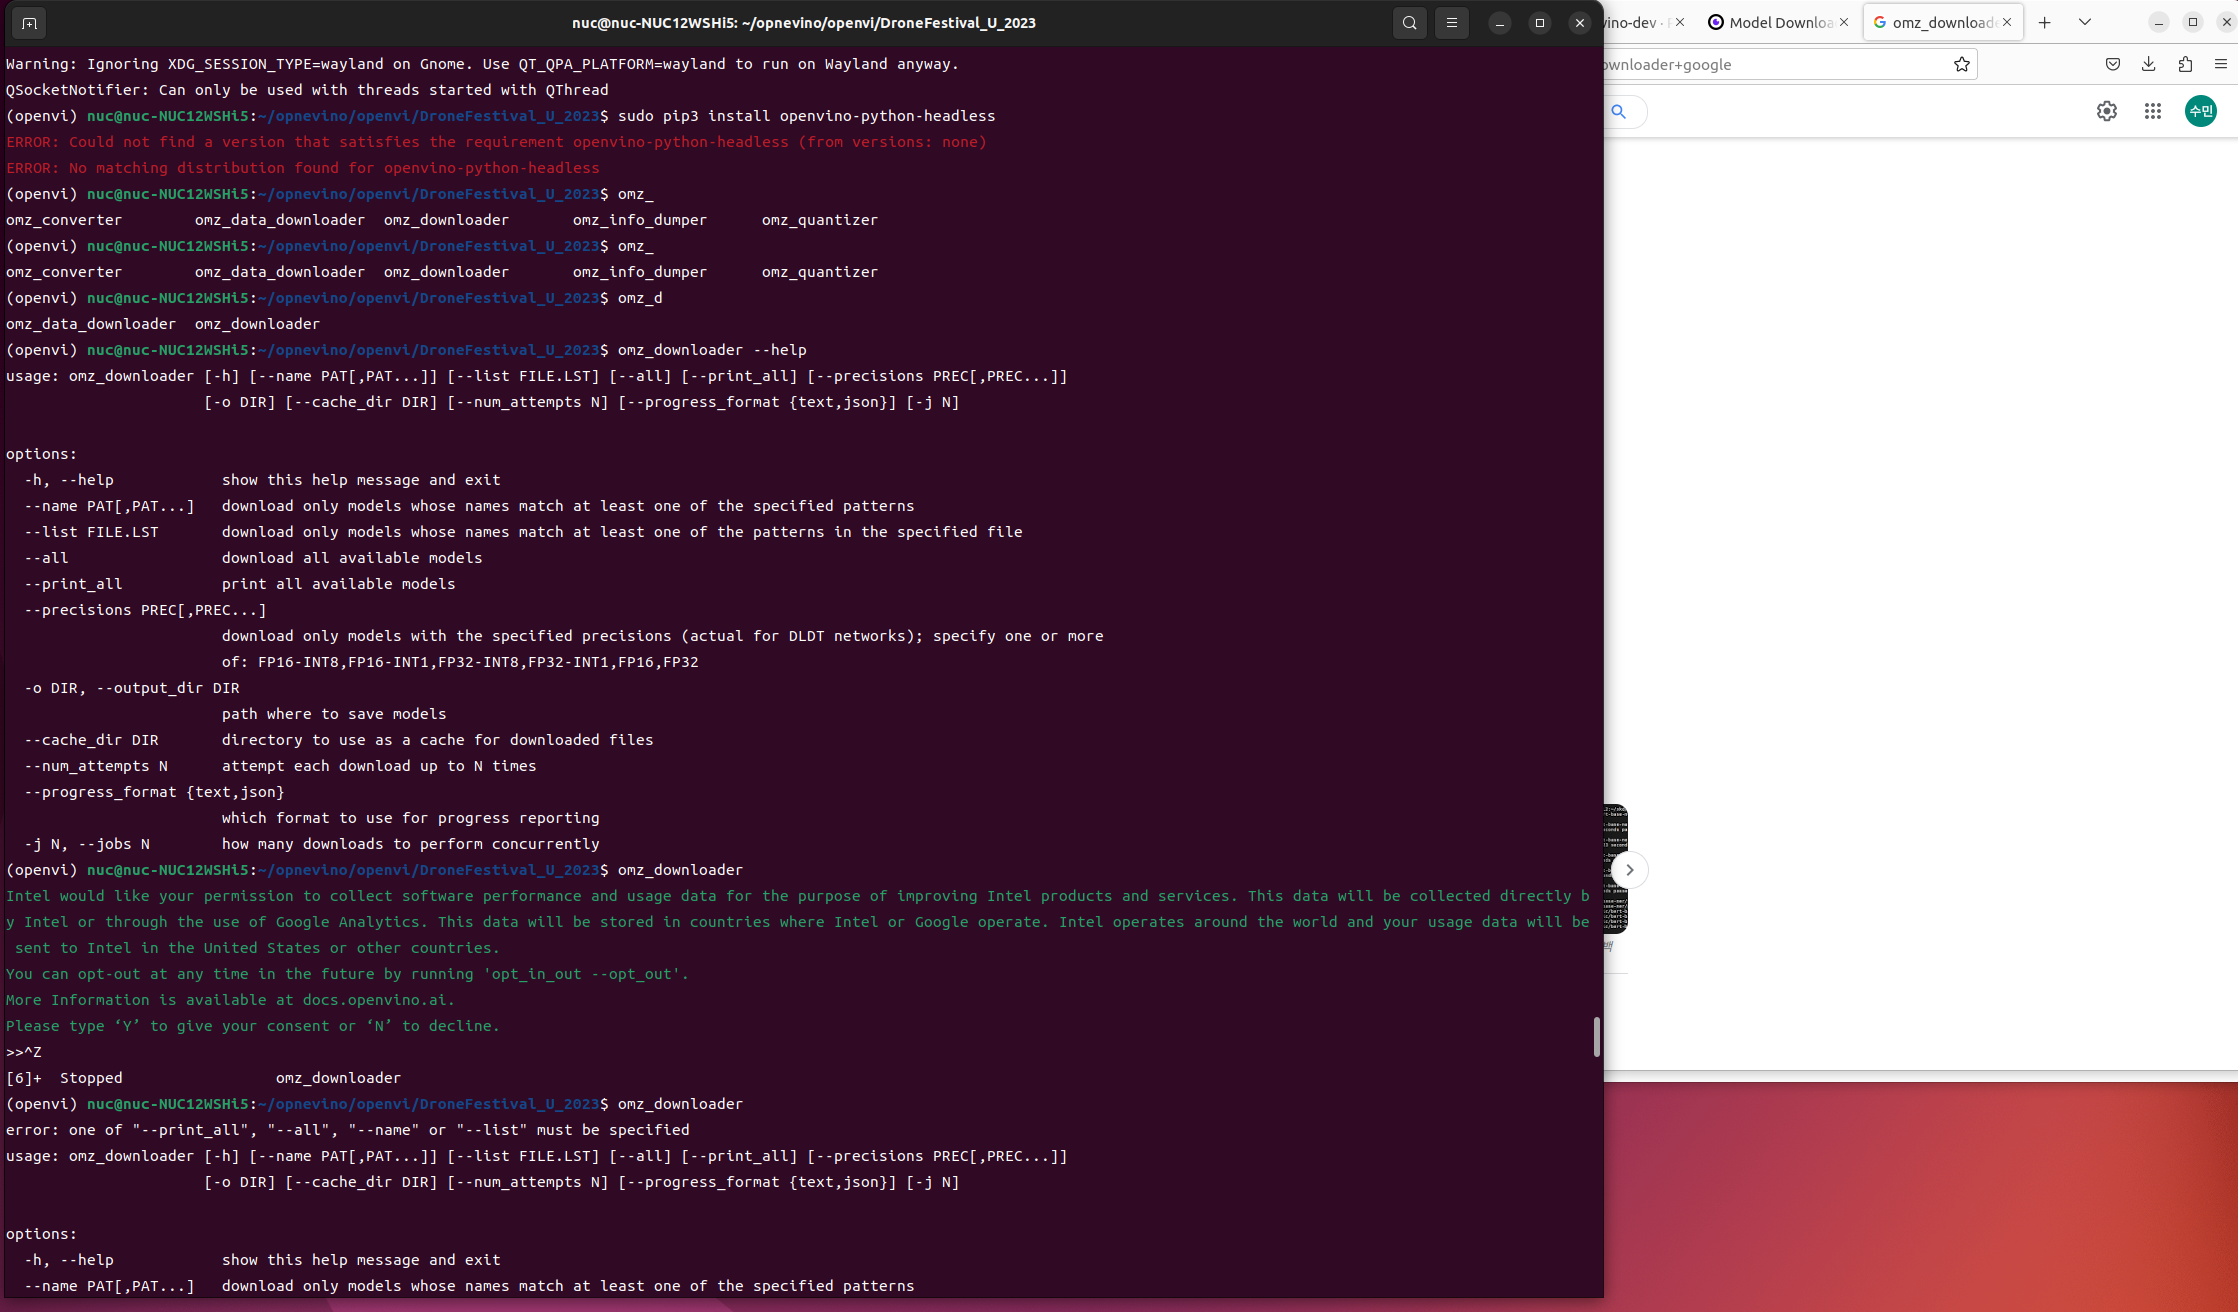 nuc@nuc-NUC12WSHi5: ~/opnevino/openvi/DroneFestival_U_2023
Warning: Ignoring XDG_SESSION_TYPE=wayland on Gnome. Use QT_QPA_PLATFORM=wayland to run on Wayland anyway.
QSocketNotifier: Can only be used with threads started with QThread
(openvi) nuc@nuc-NUC12WSHi5:~/opnevino/openvi/DroneFestival_U_2023$ sudo pip3 install openvino-python-headless
ERROR: Could not find a version that satisfies the requirement openvino-python-headless (from versions: none)
ERROR: No matching distribution found for openvino-python-headless
(openvi) nuc@nuc-NUC12WSHi5:~/opnevino/openvi/DroneFestival_U_2023$ omz_
omz_converter        omz_data_downloader  omz_downloader       omz_info_dumper      omz_quantizer
(openvi) nuc@nuc-NUC12WSHi5:~/opnevino/openvi/DroneFestival_U_2023$ omz_
omz_converter        omz_data_downloader  omz_downloader       omz_info_dumper      omz_quantizer
(openvi) nuc@nuc-NUC12WSHi5:~/opnevino/openvi/DroneFestival_U_2023$ omz_d
omz_data_downloader  omz_downloader
(openvi) nuc@nuc-NUC12WSHi5:~/opnevino/openvi/DroneFestival_U_2023$ omz_downloader --help
usage: omz_downloader [-h] [--name PAT[,PAT...]] [--list FILE.LST] [--all] [--print_all] [--precisions PREC[,PREC...]]
[-o DIR] [--cache_dir DIR] [--num_attempts N] [--progress_format {text,json}] [-j N]
options:
-h, --help            show this help message and exit
--name PAT[,PAT...]   download only models whose names match at least one of the specified patterns
--list FILE.LST       download only models whose names match at least one of the patterns in the specified file
--all                 download all available models
--print_all           print all available models
--precisions PREC[,PREC...]
download only models with the specified precisions (actual for DLDT networks); specify one or more
of: FP16-INT8,FP16-INT1,FP32-INT8,FP32-INT1,FP16,FP32
-o DIR, --output_dir DIR
path where to save models
--cache_dir DIR       directory to use as a cache for downloaded files
--num_attempts N      attempt each download up to N times
--progress_format {text,json}
which format to use for progress reporting
-j N, --jobs N        how many downloads to perform concurrently
(openvi) nuc@nuc-NUC12WSHi5:~/opnevino/openvi/DroneFestival_U_2023$ omz_downloader
Intel would like your permission to collect software performance and usage data for the purpose of improving Intel products and services. This data will be collected directly b
y Intel or through the use of Google Analytics. This data will be stored in countries where Intel or Google operate. Intel operates around the world and your usage data will be
sent to Intel in the United States or other countries.
You can opt-out at any time in the future by running 'opt_in_out --opt_out'.
More Information is available at docs.openvino.ai.
Please type ‘Y’ to give your consent or ‘N’ to decline.
>>^Z
[6]+  Stopped                 omz_downloader
(openvi) nuc@nuc-NUC12WSHi5:~/opnevino/openvi/DroneFestival_U_2023$ omz_downloader
error: one of "--print_all", "--all", "--name" or "--list" must be specified
usage: omz_downloader [-h] [--name PAT[,PAT...]] [--list FILE.LST] [--all] [--print_all] [--precisions PREC[,PREC...]]
[-o DIR] [--cache_dir DIR] [--num_attempts N] [--progress_format {text,json}] [-j N]
options:
-h, --help            show this help message and exit
--name PAT[,PAT...]   download only models whose names match at least one of the specified patterns
vino-dev · Model Downloa omz_downloade
ownloader+google
수민
백